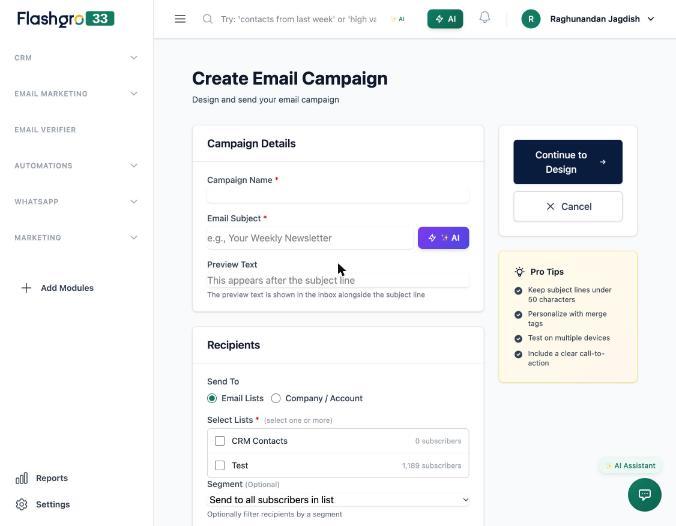 Flashgro 33
Try: 'contacts from last week' or 'high va
AI
AI
R
Raghunandan Jagdish
CRM
EMAIL MARKETING
EMAIL VERIFIER
AUTOMATIONS
WHATSAPP
MARKETING
Add Modules
Reports
Settings
Create Email Campaign
Design and send your email campaign
Campaign Details
Campaign Name *
Email Subject *
e.g., Your Weekly Newsletter
AI
Preview Text
This appears after the subject line
The preview text is shown in the inbox alongside the subject line
Recipients
Send To
Email Lists
Company / Account
Select Lists * (select one or more)
CRM Contacts
0 subscribers
Test
1,189 subscribers
Segment (Optional)
Send to all subscribers in list
Optionally filter recipients by a segment
Continue to
Design
Cancel
Pro Tips
Keep subject lines under
50 characters
Personalize with merge
tags
Test on multiple devices
Include a clear call-to-
action
AI Assistant